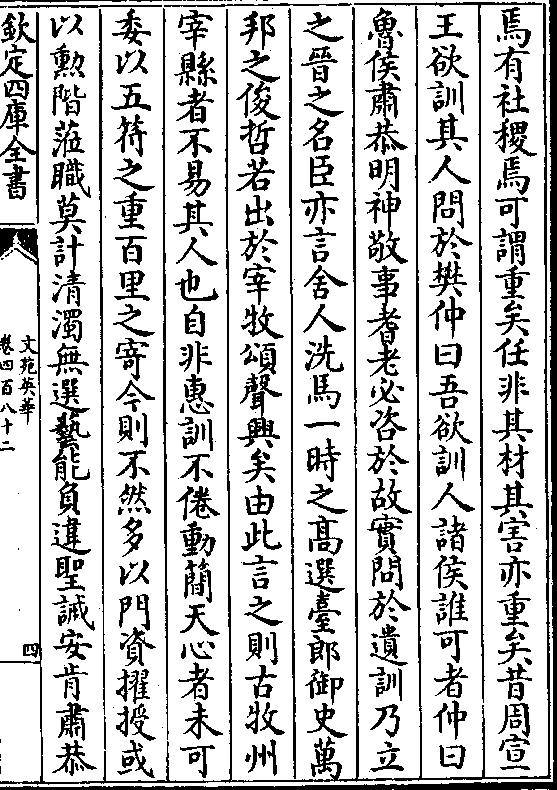 焉有社稷焉可謂重矣任非其材其害亦重矣昔周宣
王欲訓其人問於樊仲曰吾欲訓人諸侯誰可者仲曰
魯侯肅恭明神敬事耆老必咨於故實問於遺訓乃立
之晉之名臣亦言舍人洗馬一時之高選臺郎御史萬
邦之俊哲若出於宰牧頌聲興矣由此言之則古牧州
宰縣者不易其人也自非惠訓不倦動簡天心者未可
委以五符之重百里之寄今則不然多以門資擢授或
以勲階蒞職莫計清濁無選藝能負違聖誡安肯肅恭
欽定四庫全書
文苑英華
卷四百八十二
四